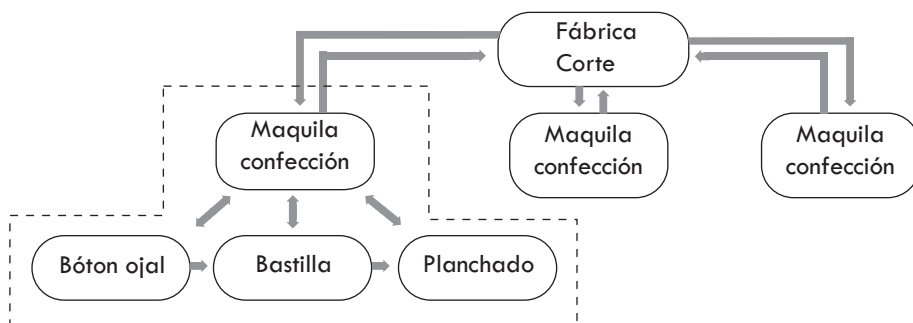 Fábrica
Corte
Maquila
confección
Maquila
confección
Maquila
confección
Bóton ojal
Bastilla
Planchado